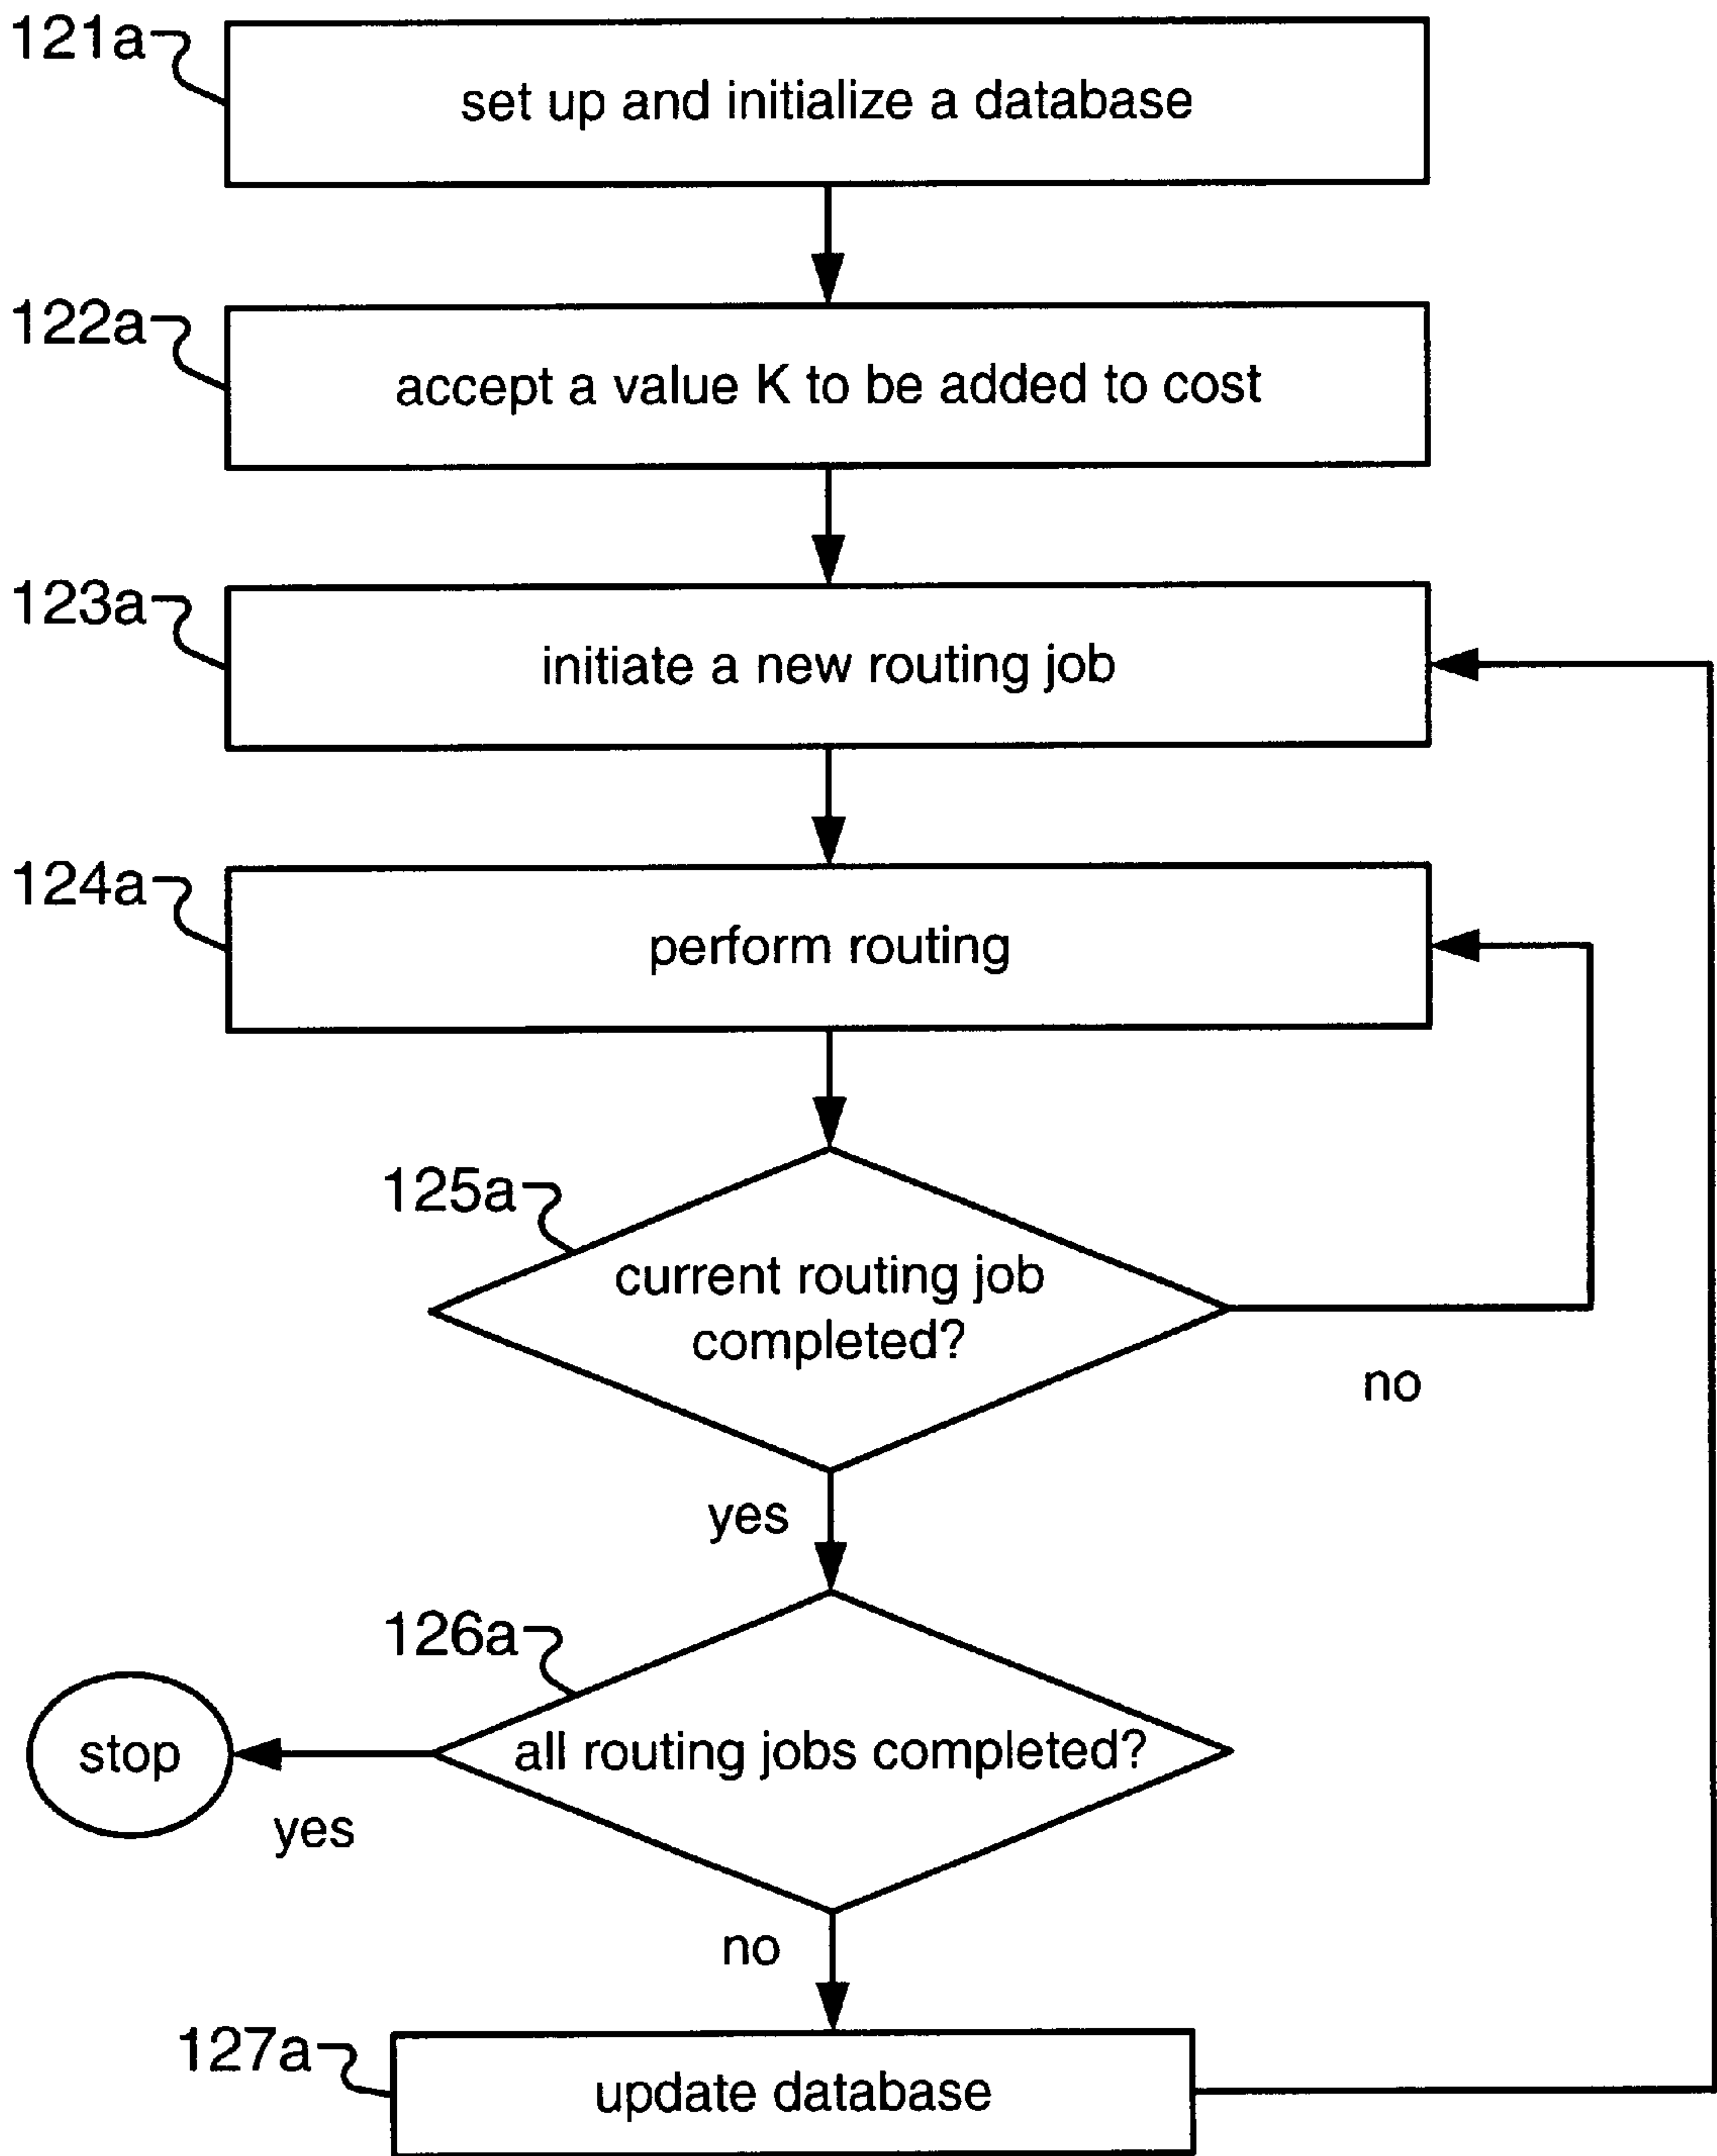 121a
set up and initialize a database
122a
accept a value K to be added to cost
123a
initiate a new routing job
124a
perform routing
125a
current routing job
completed?
no
yes
126a
all routing jobs completed?
stop
yes
no
127a
update database